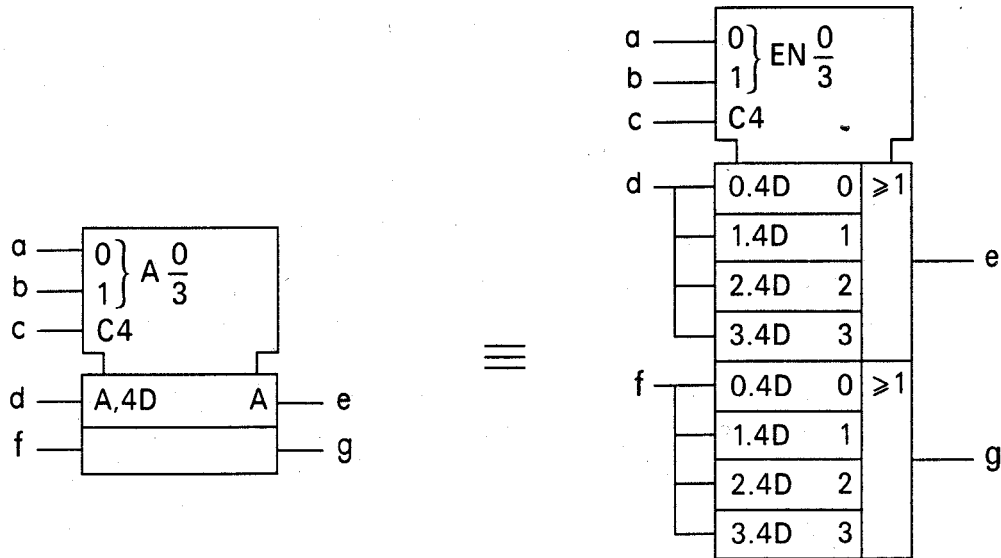 a 0 } A 0/3
b 1
c C4
d A,4D A e
f g
≡
a 0 } EN 0/3
b 1
c C4
d 0.4D 0 ⩾1
1.4D 1
e
2.4D 2
3.4D 3
f 0.4D 0 ⩾1
1.4D 1
g
2.4D 2
3.4D 3